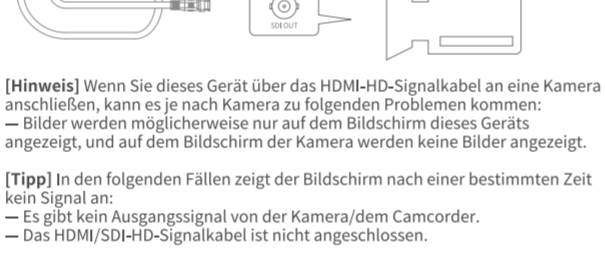 SDI OUT
[Hinweis] Wenn Sie dieses Gerät über das HDMI-HD-Signalkabel an eine Kamera
anschließen, kann es je nach Kamera zu folgenden Problemen kommen:
— Bilder werden möglicherweise nur auf dem Bildschirm dieses Geräts
angezeigt, und auf dem Bildschirm der Kamera werden keine Bilder angezeigt.
[Tipp] In den folgenden Fällen zeigt der Bildschirm nach einer bestimmten Zeit
kein Signal an:
— Es gibt kein Ausgangssignal von der Kamera/dem Camcorder.
— Das HDMI/SDI-HD-Signalkabel ist nicht angeschlossen.